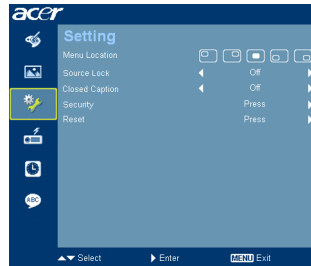 acer
Setting
Menu Location
Source Lock Off
Closed Caption Off
Security Press
Reset Press
ABC
Select Enter MENU Exit